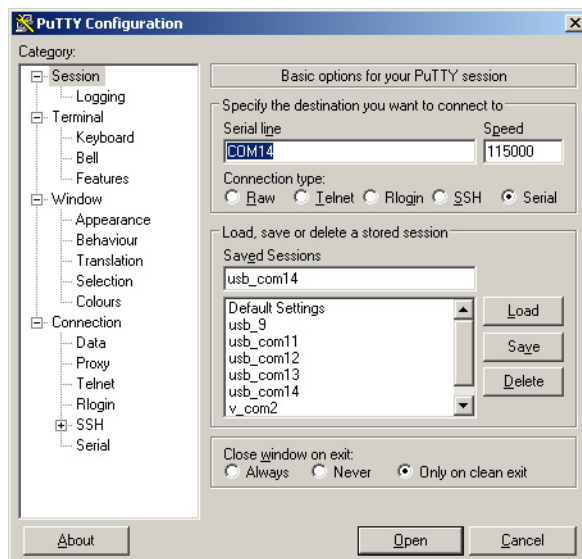 PuTTY Configuration
Category:
Session
Logging
Terminal
Keyboard
Bell
Features
Window
Appearance
Behaviour
Translation
Selection
Colours
Connection
Data
Proxy
Telnet
Rlogin
SSH
Serial
Basic options for your PuTTY session
Specify the destination you want to connect to
Serial line Speed
COM14 115000
Connection type:
Raw Telnet Rlogin SSH Serial
Load, save or delete a stored session
Saved Sessions
usb_com14
Default Settings
usb_9
usb_com11
usb_com12
usb_com13
usb_com14
v_com2
Load
Save
Delete
Close window on exit:
Always Never Only on clean exit
About Open Cancel